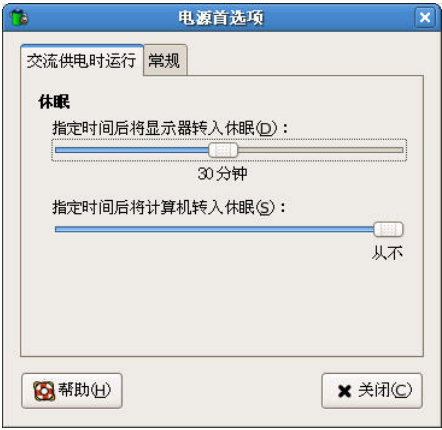 电源首选项
交流供电时运行 常规
休眠
指定时间后将显示器转入休眠(D)：
30分钟
指定时间后将计算机转入休眠(S)：
从不
帮助(H) 关闭(C)